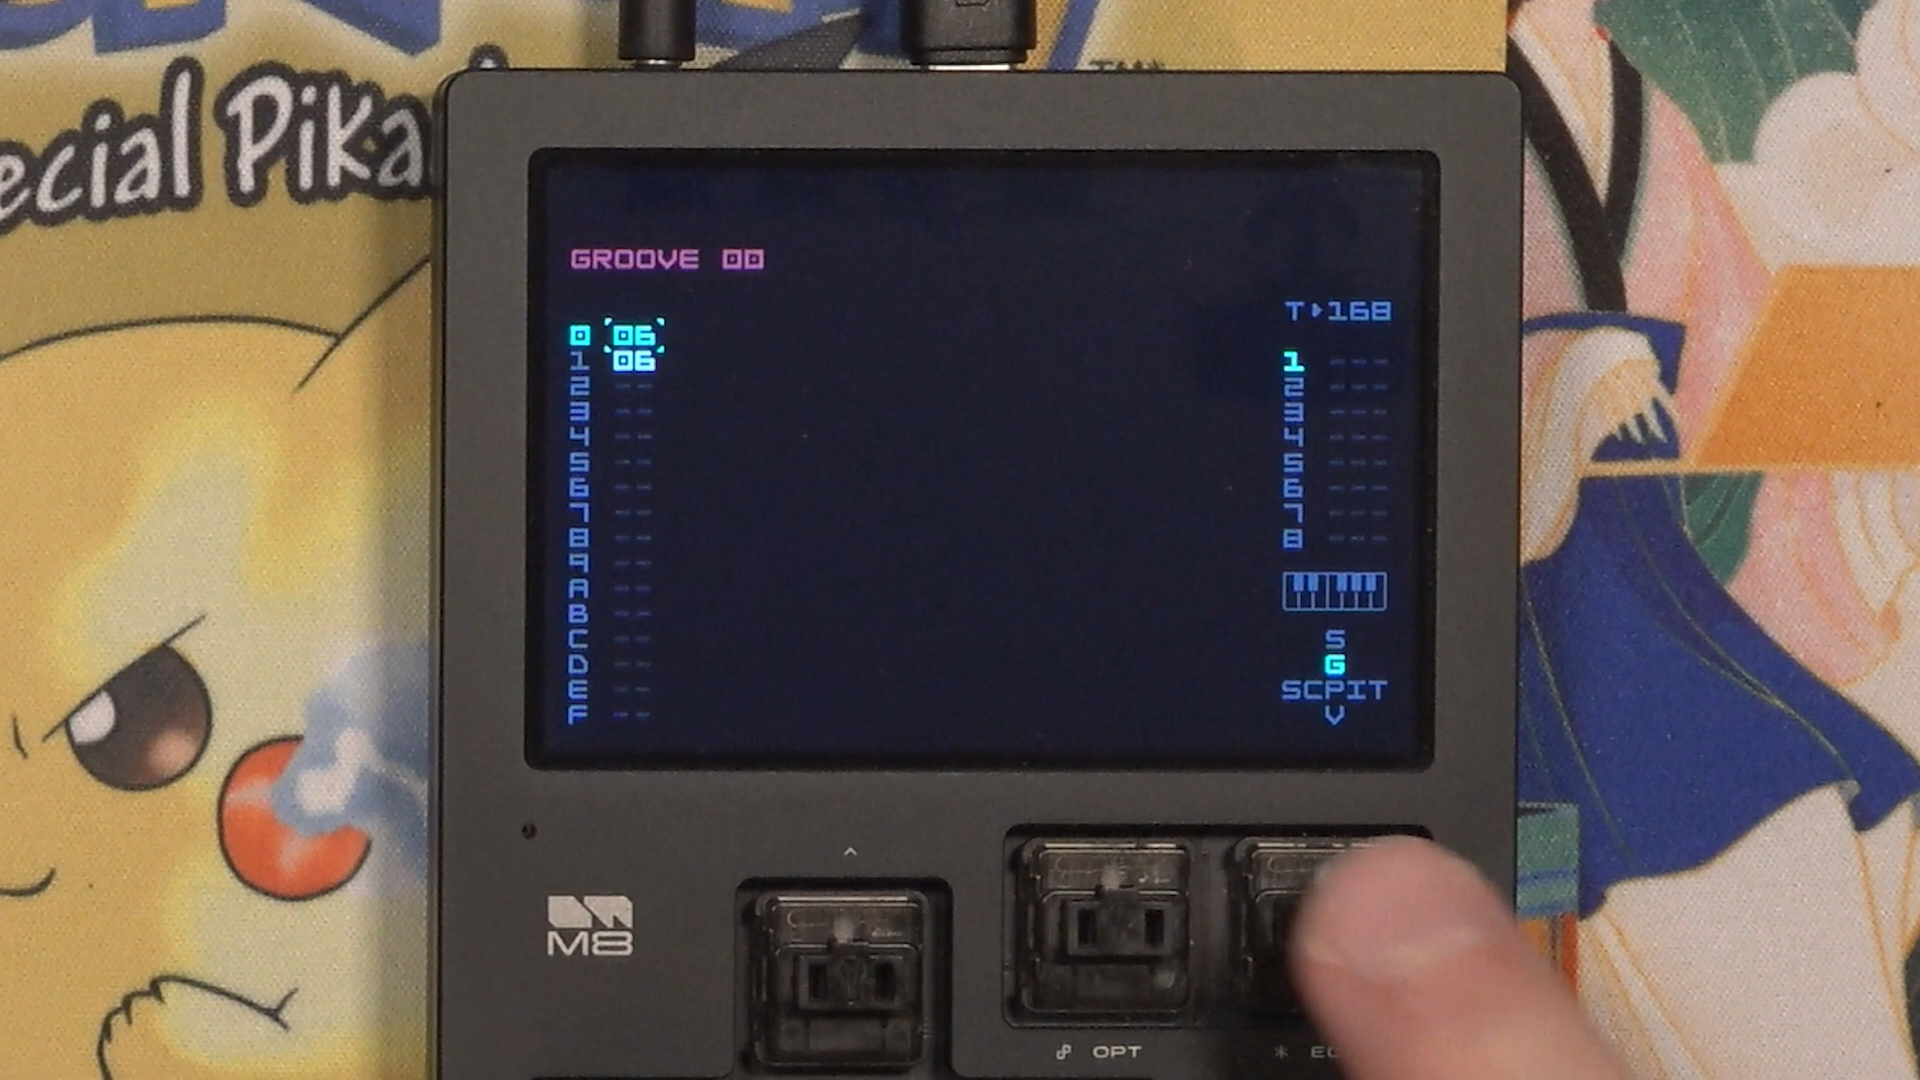 TM*
ecial Pika
GROOVE 00
T▸168
0 06
1 06
2 --
3 --
4 --
5 --
6 --
7 --
8 --
9 --
A --
B --
C --
D --
E --
F --
1 ---
2 ---
3 ---
4 ---
5 ---
6 ---
7 ---
8 ---
S
G
SCPIT
V
M8
OPT